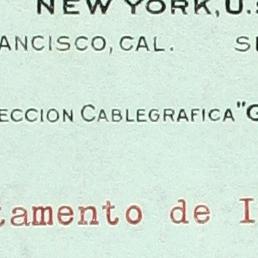 NEW YORK, U.S
ANCISCO, CAL. S
ECCION CABLEGRAFICA "G
tamento de I